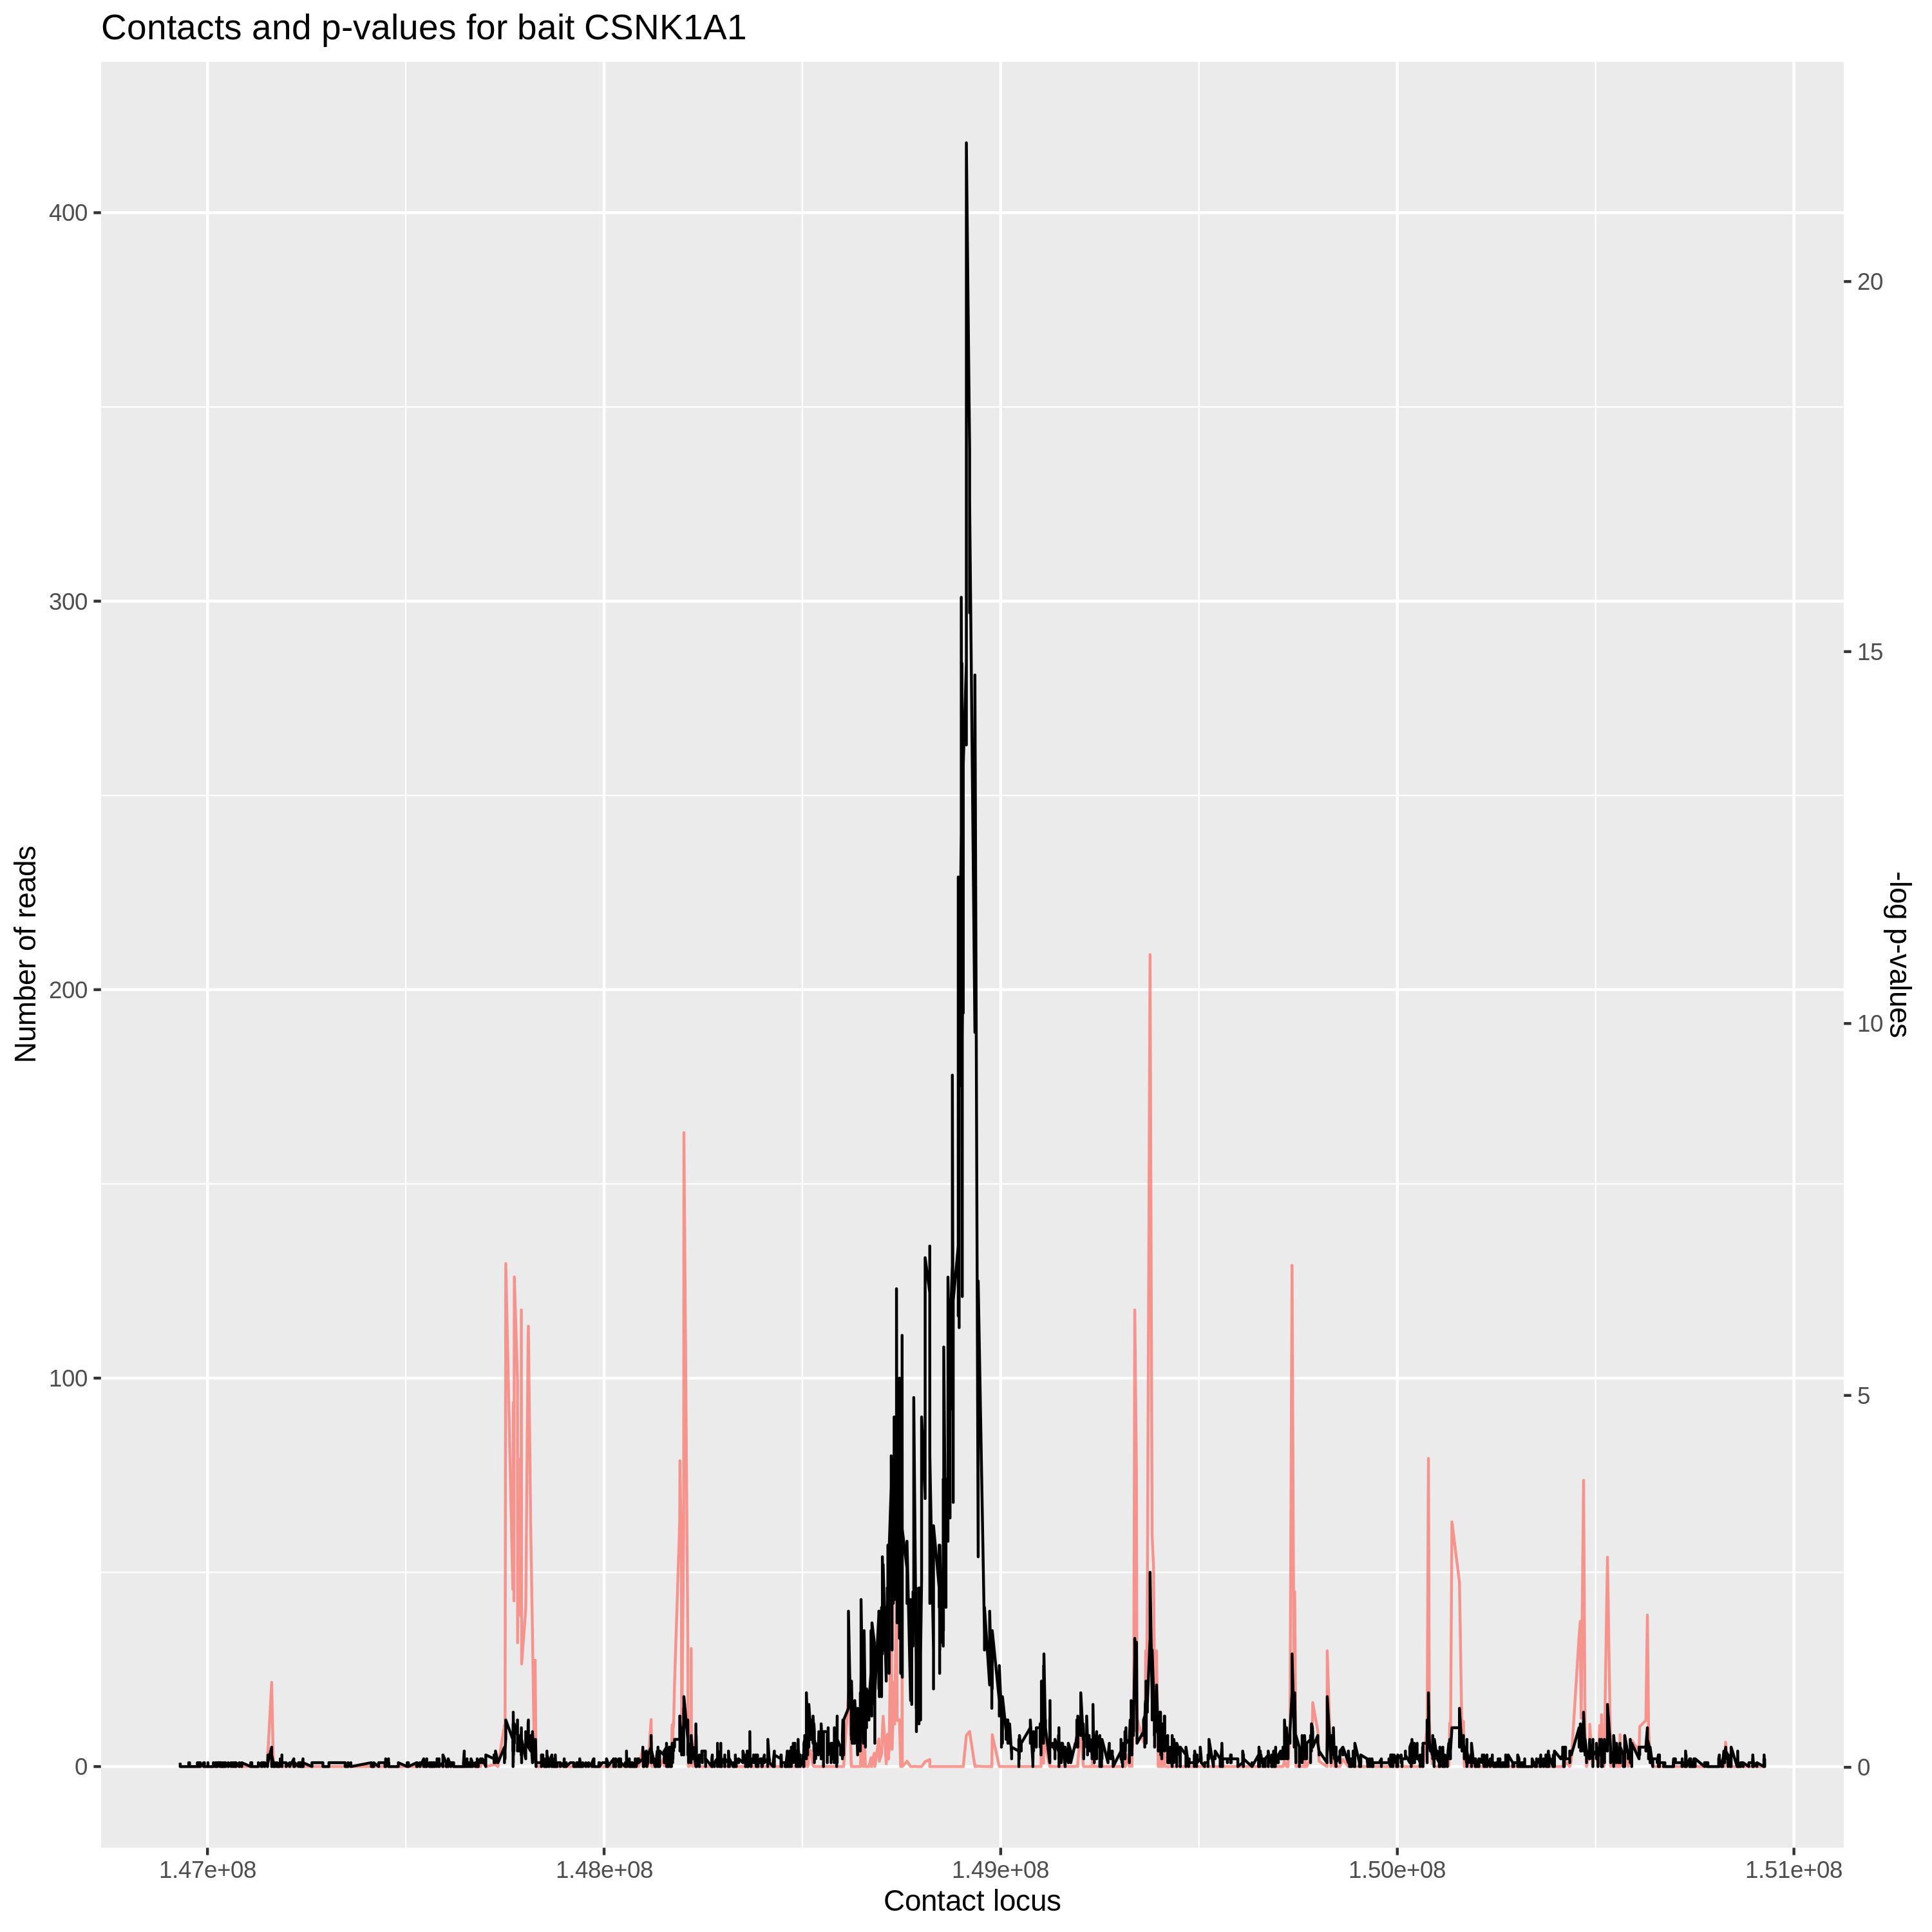 Contacts and p-values for bait CSNK1A1
400
300
200
100
0
Number of reads
20
15
10
5
0
-log p-values
1.47e+08
1.48e+08
1.49e+08
1.50e+08
1.51e+08
Contact locus